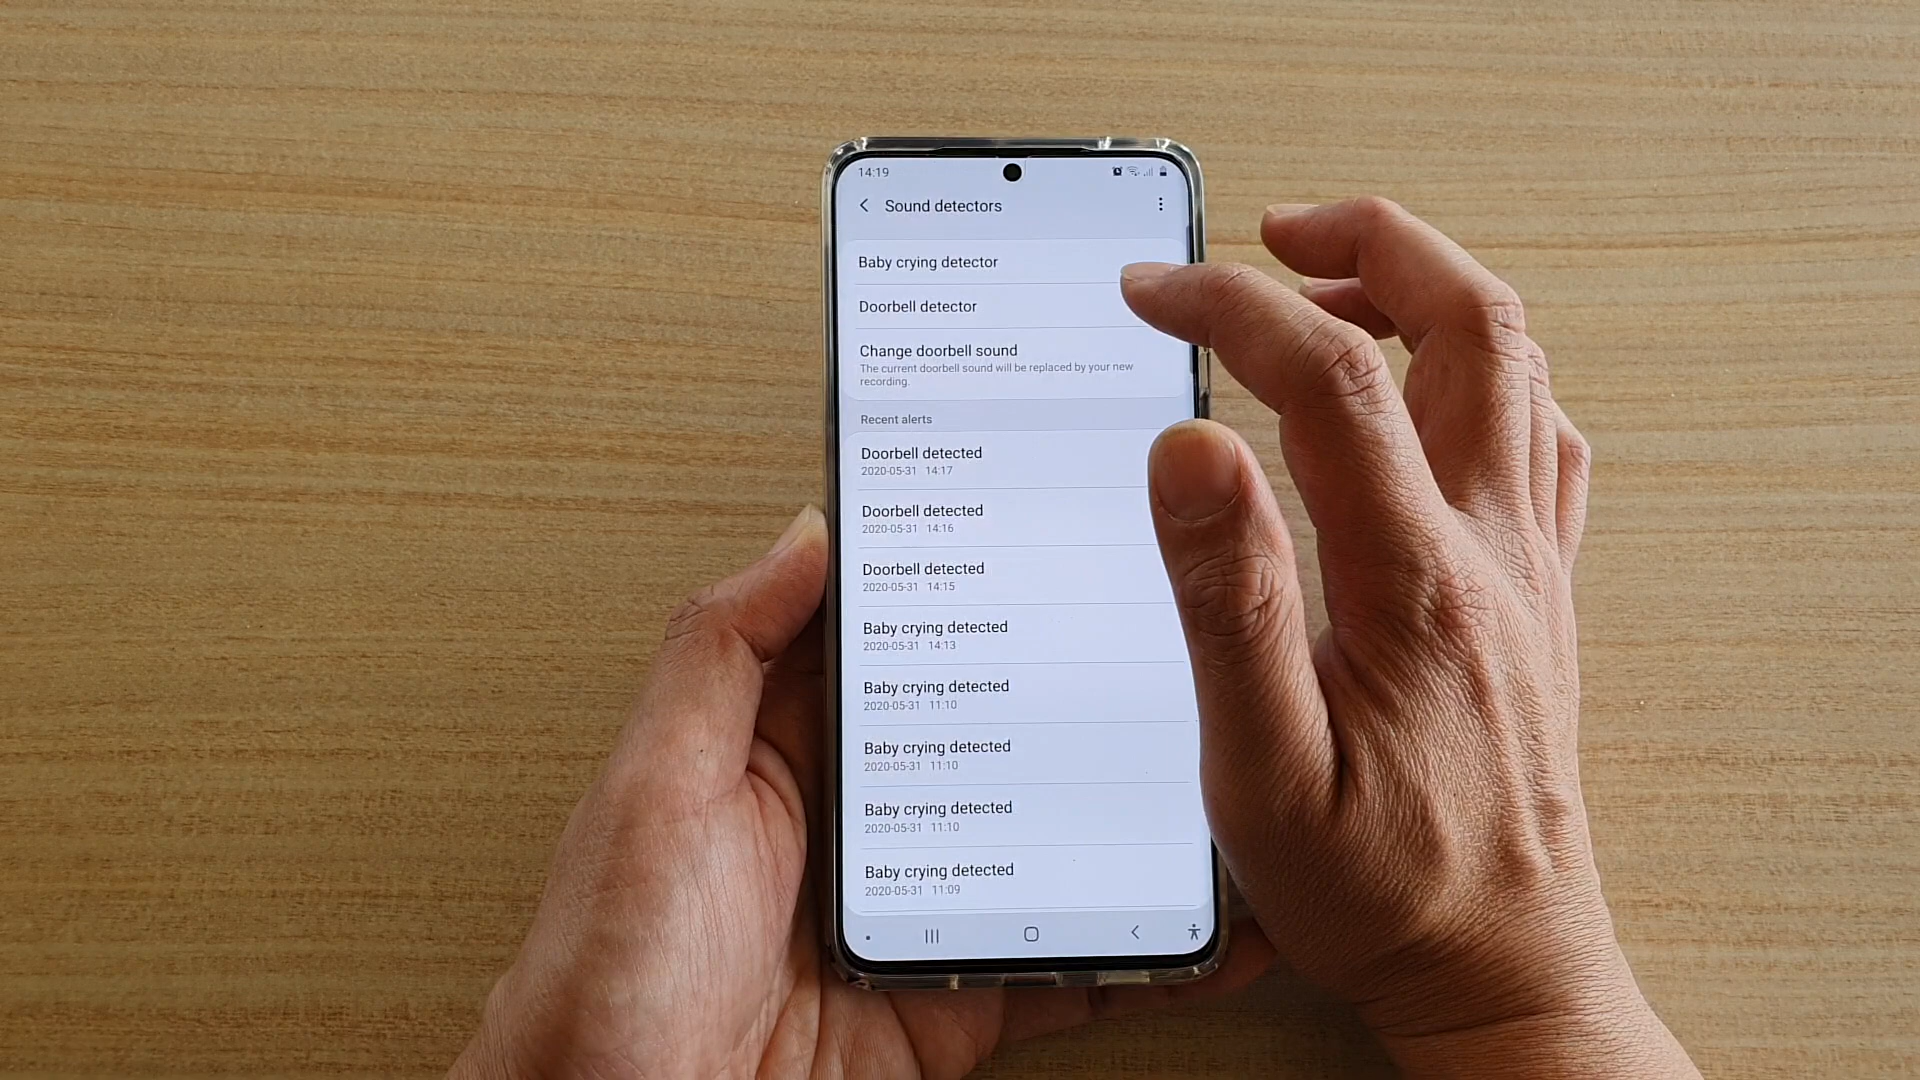 14:19
Sound detectors
Baby crying detector
Doorbell detector
Change doorbell sound
The current doorbell sound will be replaced by your new
recording.
Recent alerts
Doorbell detected
2020-05-31 14:17
Doorbell detected
2020-05-31 14:16
Doorbell detected
2020-05-31 14:15
Baby crying detected
2020-05-31 14:13
Baby crying detected
2020-05-31 11:10
Baby crying detected
2020-05-31 11:10
Baby crying detected
2020-05-31 11:10
Baby crying detected
2020-05-31 11:09